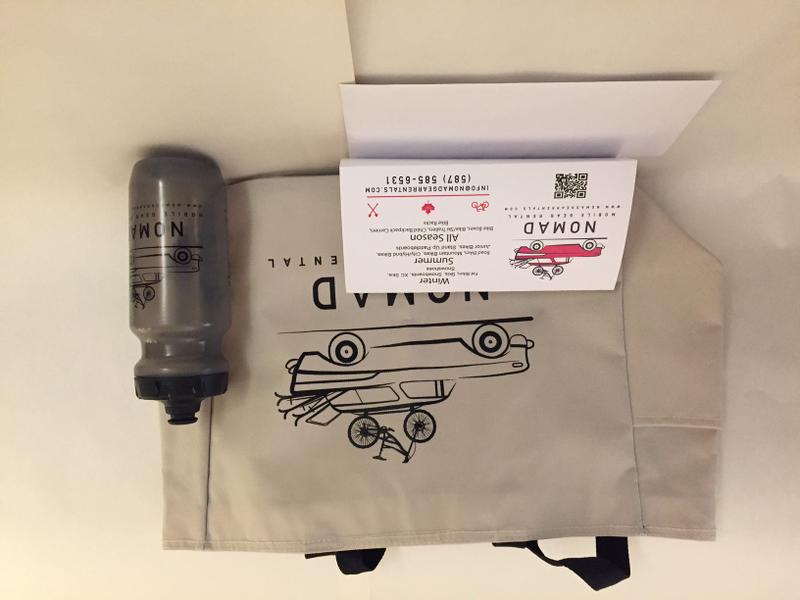 NOMAD
MOBILE GEAR RENTAL
WWW.NOMADGEARRENTALS.COM
Winter
Fat Bikes, Skis, Snowboards, XC Skis,
Snowshoes
Summer
Road Bikes, Mountain Bikes, City/Hybrid Bikes,
Junior Bikes, Stand Up Paddleboards
All Season
Bike Boxes, Bike/Ski Trailers, Child/Backpack Carriers,
Bike Racks
INFO@NOMADGEARRENTALS.COM
(587) 585-6531
NOMAD
RENTAL
NOMAD
MOBILE GEAR